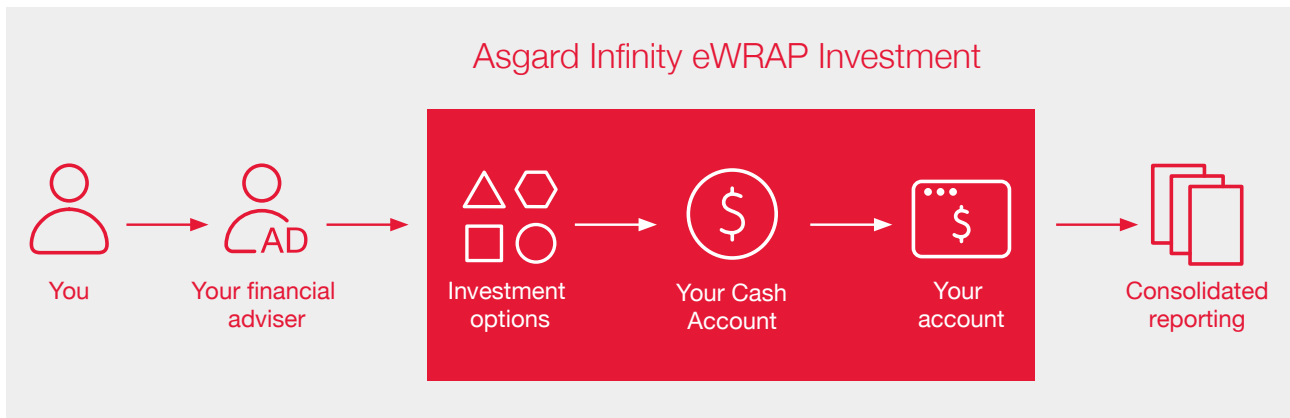 Asgard Infinity eWRAP Investment
AD
$
$
You
Your financial
adviser
Investment
options
Your Cash
Account
Your
account
Consolidated
reporting